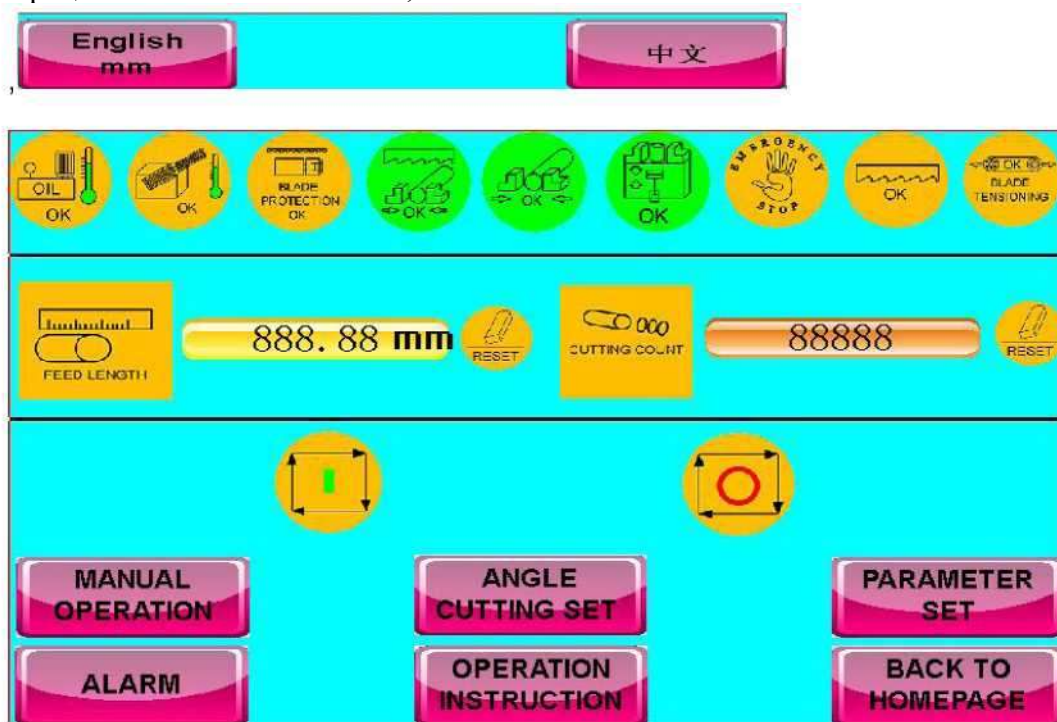 English
mm
中文
,
OIL
OK
OK
BLADE
PROTECTION
OK
OK
OK
OK
EMERGENCY
STOP
OK
OK
BLADE
TENSIONING
FEED LENGTH
888.88 mm
RESET
CUTTING COUNT
88888
RESET
MANUAL
OPERATION
ANGLE
CUTTING SET
PARAMETER
SET
ALARM
OPERATION
INSTRUCTION
BACK TO
HOMEPAGE